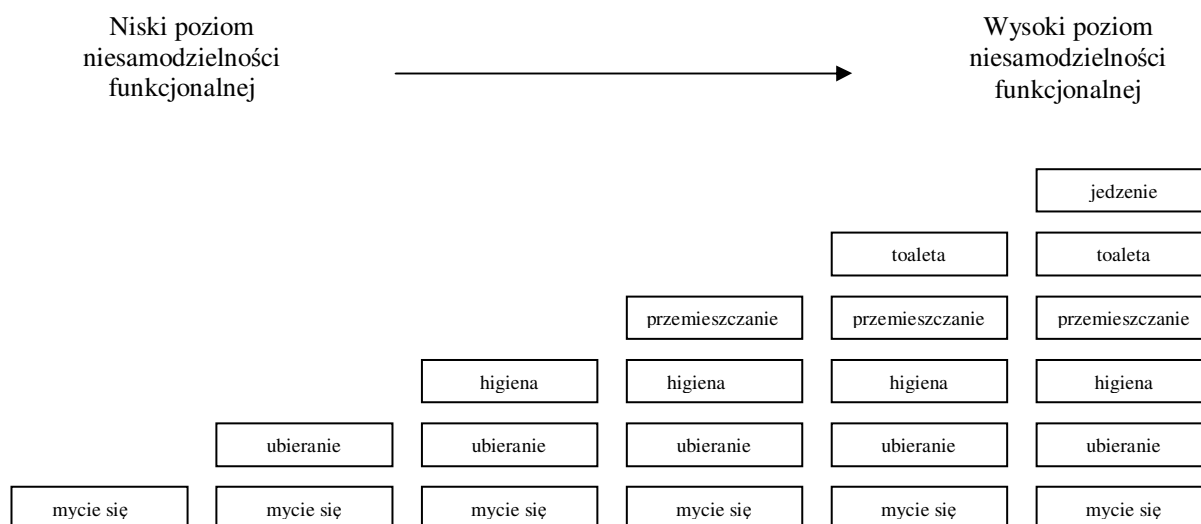 Niski poziom
niesamodzielności
funkcjonalnej
Wysoki poziom
niesamodzielności
funkcjonalnej
jedzenie
toaleta toaleta
przemieszczanie przemieszczanie przemieszczanie
higiena higiena higiena higiena
ubieranie ubieranie ubieranie ubieranie ubieranie
mycie się mycie się mycie się mycie się mycie się mycie się